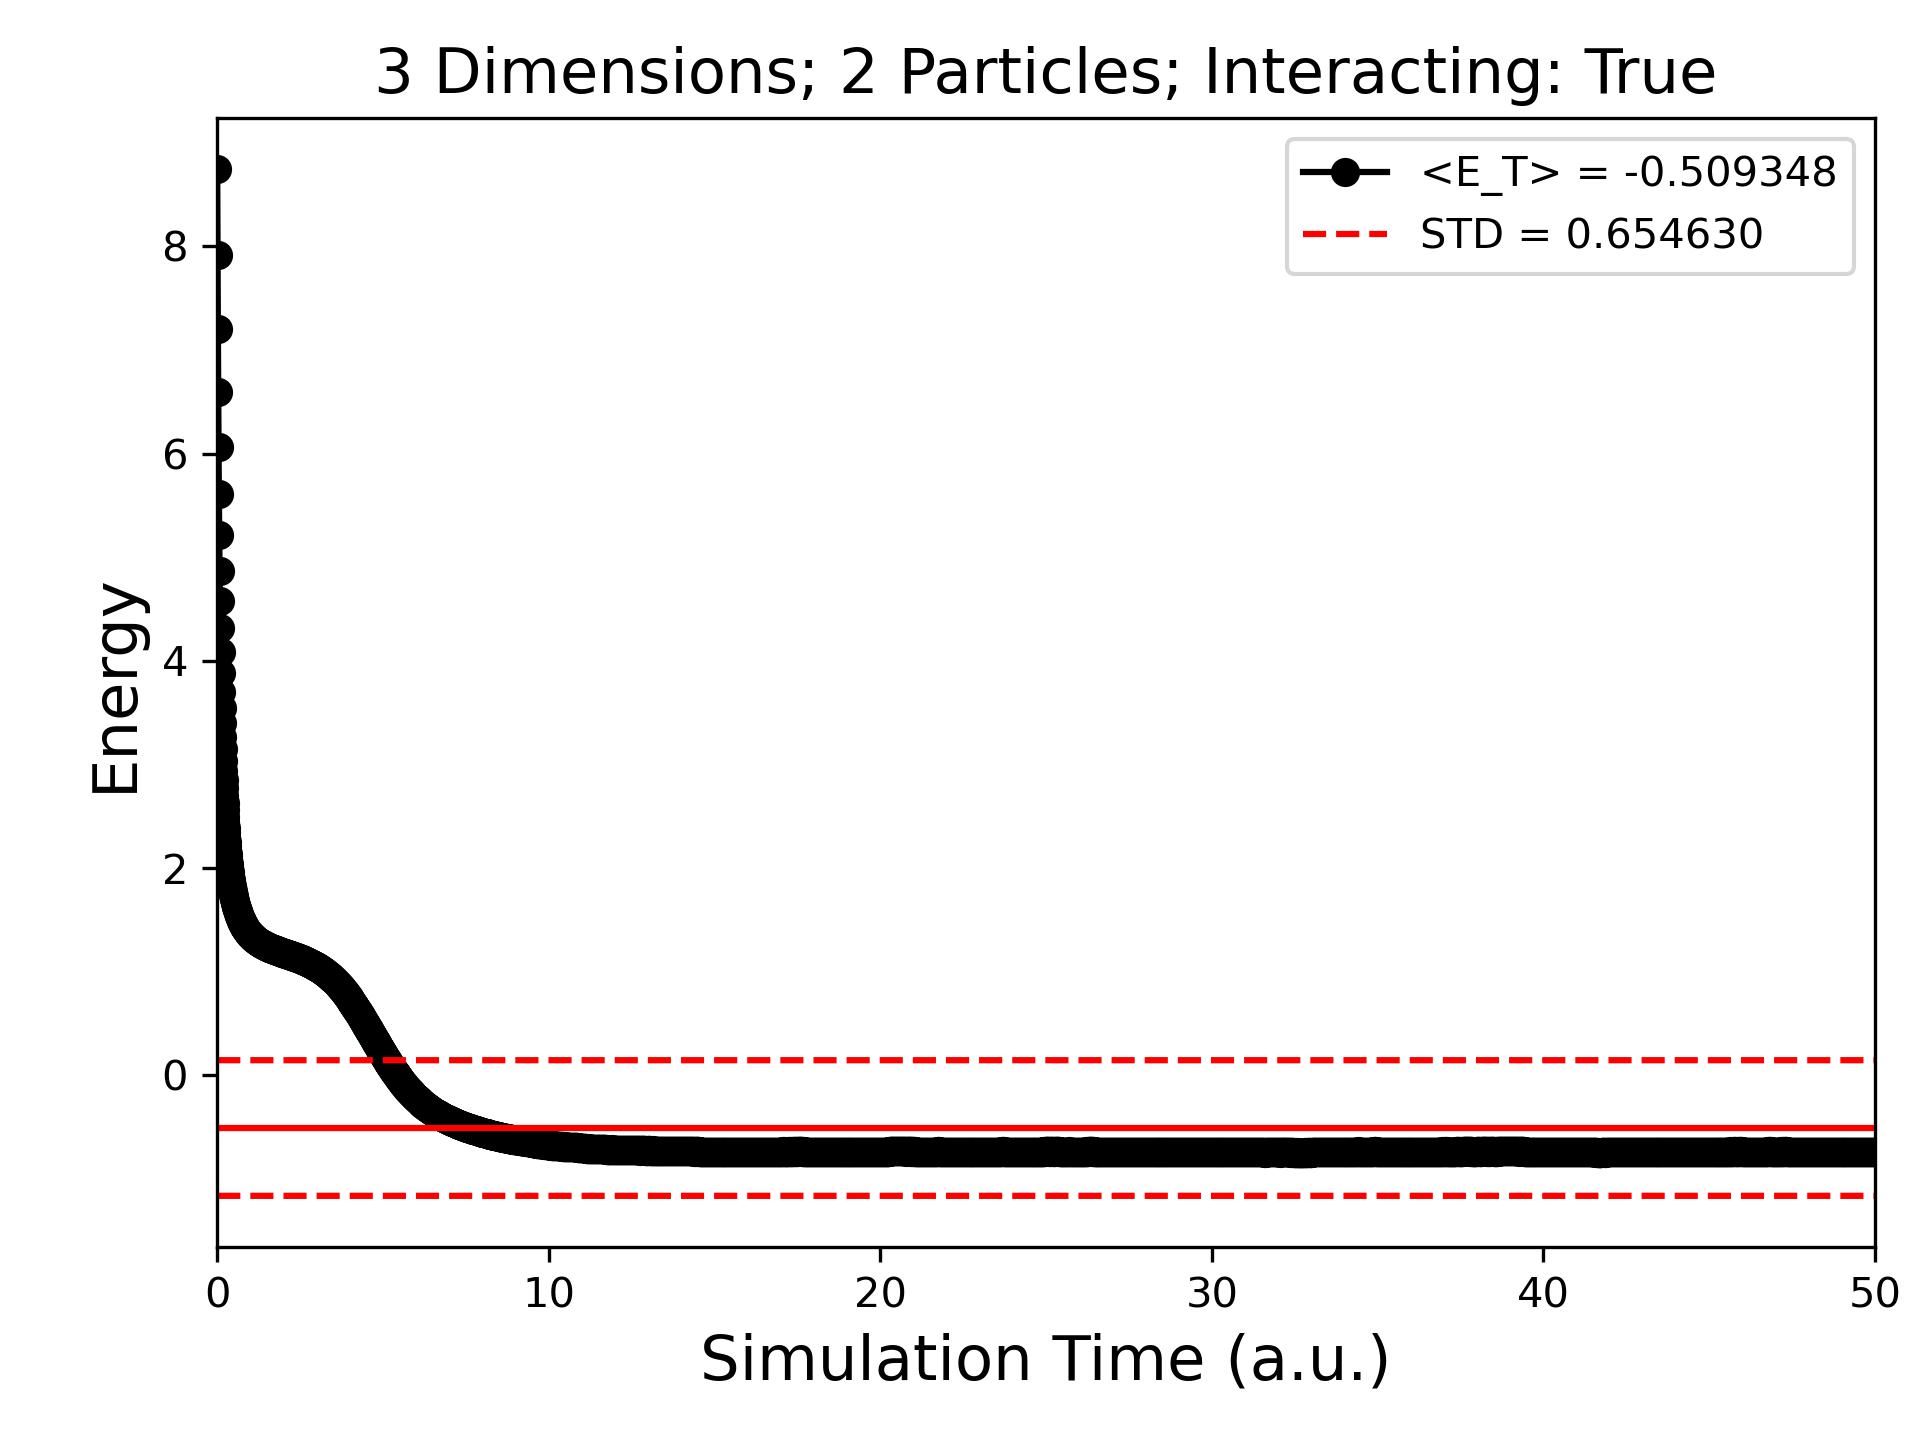 3 Dimensions; 2 Particles; Interacting: True
<E_T> = -0.509348
STD = 0.654630
Energy
8
6
4
2
0
0 10 20 30 40 50
Simulation Time (a.u.)